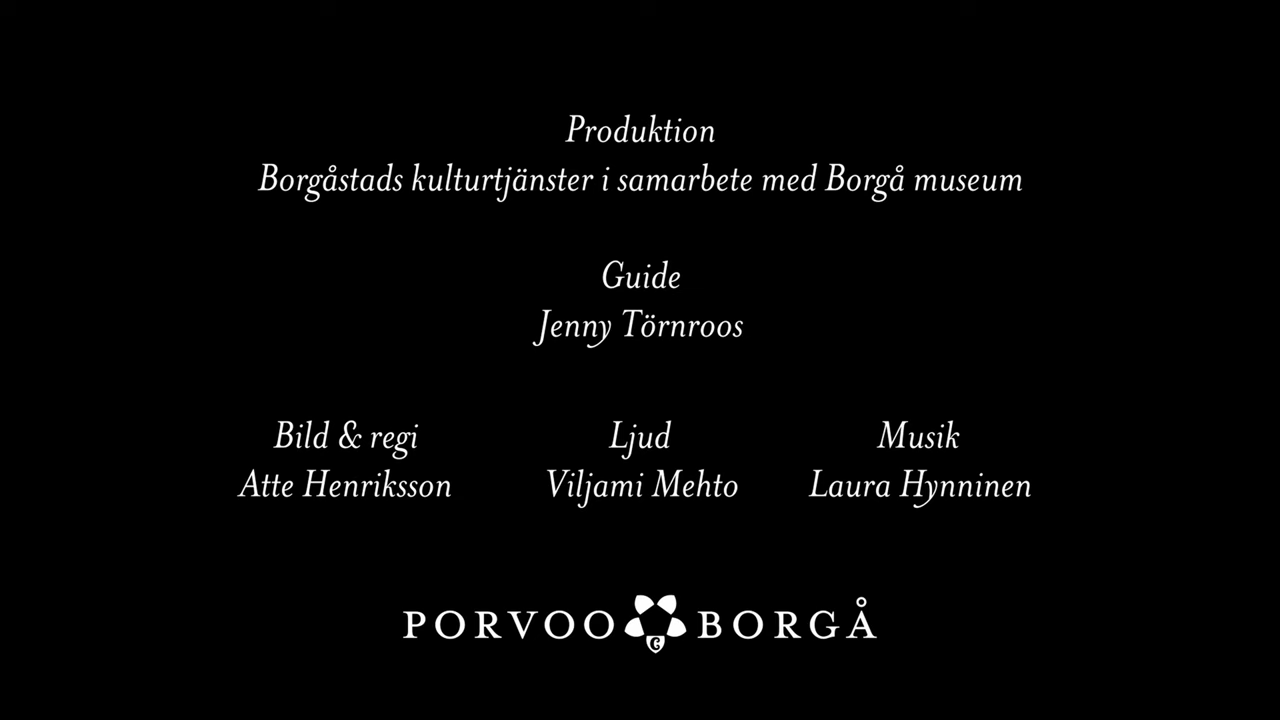 Produktion
Borgåstads kulturtjänster i samarbete med Borgå museum
Guide
Jenny Törnroos
Bild & regi
Atte Henriksson
Ljud
Viljami Mehto
Musik
Laura Hynninen
PORVOO BORGÅ